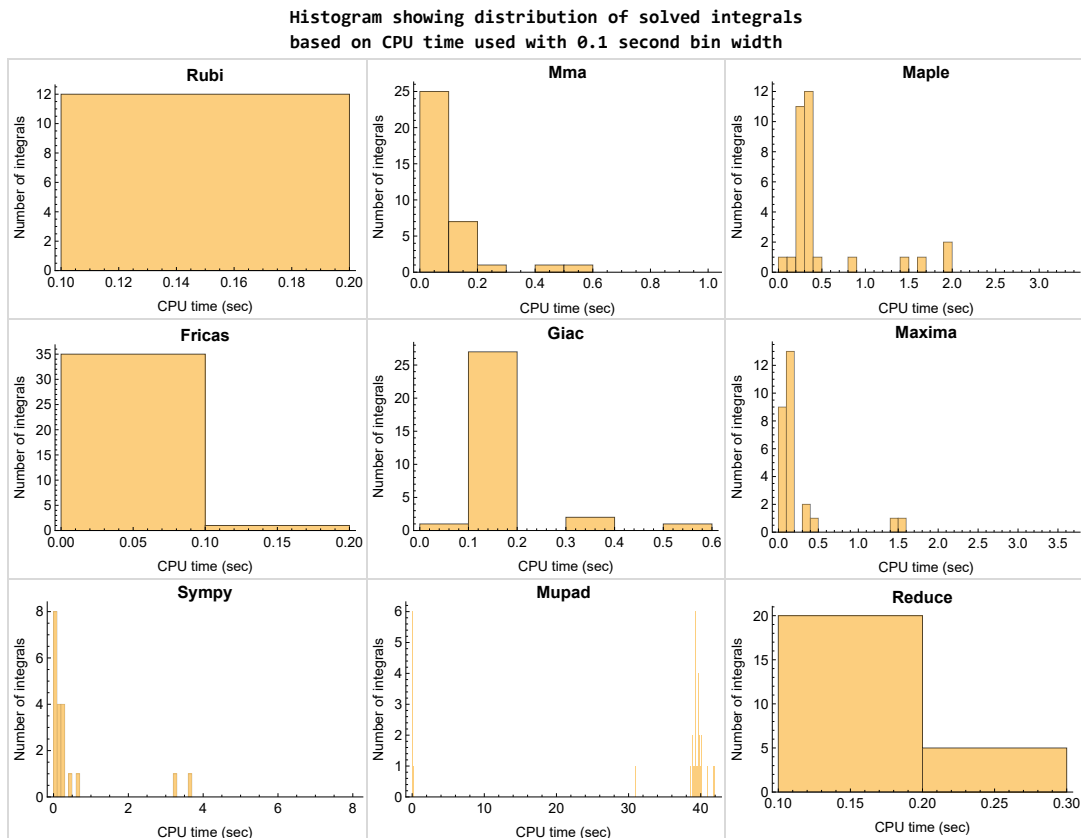 Histogram showing distribution of solved integrals
based on CPU time used with 0.1 second bin width
Rubi
Number of integrals
12
10
8
6
4
2
0
0.10 0.12 0.14 0.16 0.18 0.20
CPU time (sec)
Mma
Number of integrals
25
20
15
10
5
0
0.0 0.2 0.4 0.6 0.8 1.0
CPU time (sec)
Maple
Number of integrals
12
10
8
6
4
2
0
0.0 0.5 1.0 1.5 2.0 2.5 3.0
CPU time (sec)
Fricas
Number of integrals
35
30
25
20
15
10
5
0
0.00 0.05 0.10 0.15 0.20
CPU time (sec)
Giac
Number of integrals
25
20
15
10
5
0
0.0 0.1 0.2 0.3 0.4 0.5 0.6
CPU time (sec)
Maxima
Number of integrals
12
10
8
6
4
2
0
0.0 0.5 1.0 1.5 2.0 2.5 3.0 3.5
CPU time (sec)
Sympy
Number of integrals
8
6
4
2
0
0 2 4 6 8
CPU time (sec)
Mupad
Number of integrals
6
5
4
3
2
1
0
0 10 20 30 40
CPU time (sec)
Reduce
Number of integrals
20
15
10
5
0
0.10 0.15 0.20 0.25 0.30
CPU time (sec)